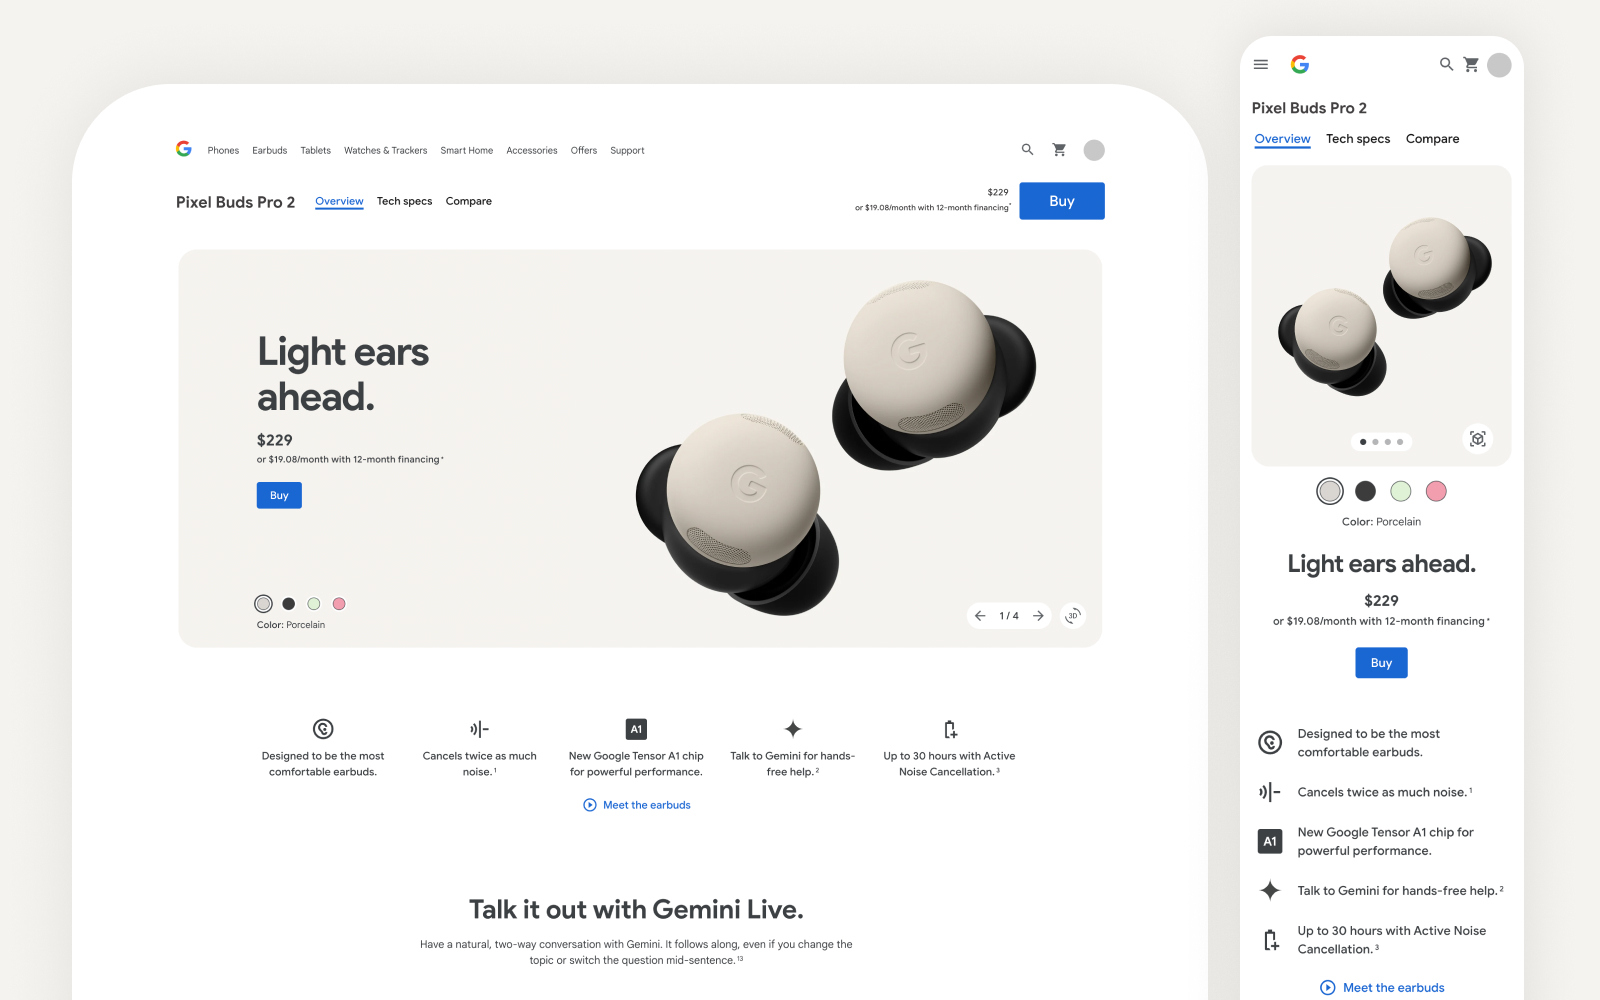 Phones Earbuds Tablets Watches & Trackers Smart Home Accessories Offers Support
Pixel Buds Pro 2 Overview Tech specs Compare
$229
or $19.08/month with 12-month financing*
Buy
Light ears
ahead.
$229
or $19.08/month with 12-month financing*
Buy
Color: Porcelain
1 / 4
3D
Designed to be the most
comfortable earbuds.
Cancels twice as much
noise.¹
A1
New Google Tensor A1 chip
for powerful performance.
Talk to Gemini for hands-
free help.²
Up to 30 hours with Active
Noise Cancellation.³
Meet the earbuds
Talk it out with Gemini Live.
Have a natural, two-way conversation with Gemini. It follows along, even if you change the
topic or switch the question mid-sentence.¹³
Pixel Buds Pro 2
Overview Tech specs Compare
Color: Porcelain
Light ears ahead.
$229
or $19.08/month with 12-month financing*
Buy
Designed to be the most
comfortable earbuds.
Cancels twice as much noise.¹
A1
New Google Tensor A1 chip for
powerful performance.
Talk to Gemini for hands-free help.²
Up to 30 hours with Active Noise
Cancellation.³
Meet the earbuds